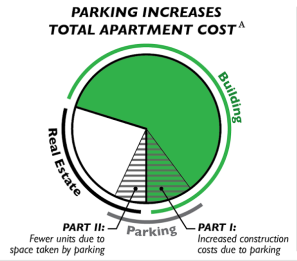 PARKING INCREASES
TOTAL APARTMENT COST A
Building
Real Estate
Parking
PART II:
Fewer units due to
space taken by parking
PART I:
Increased construction
costs due to parking